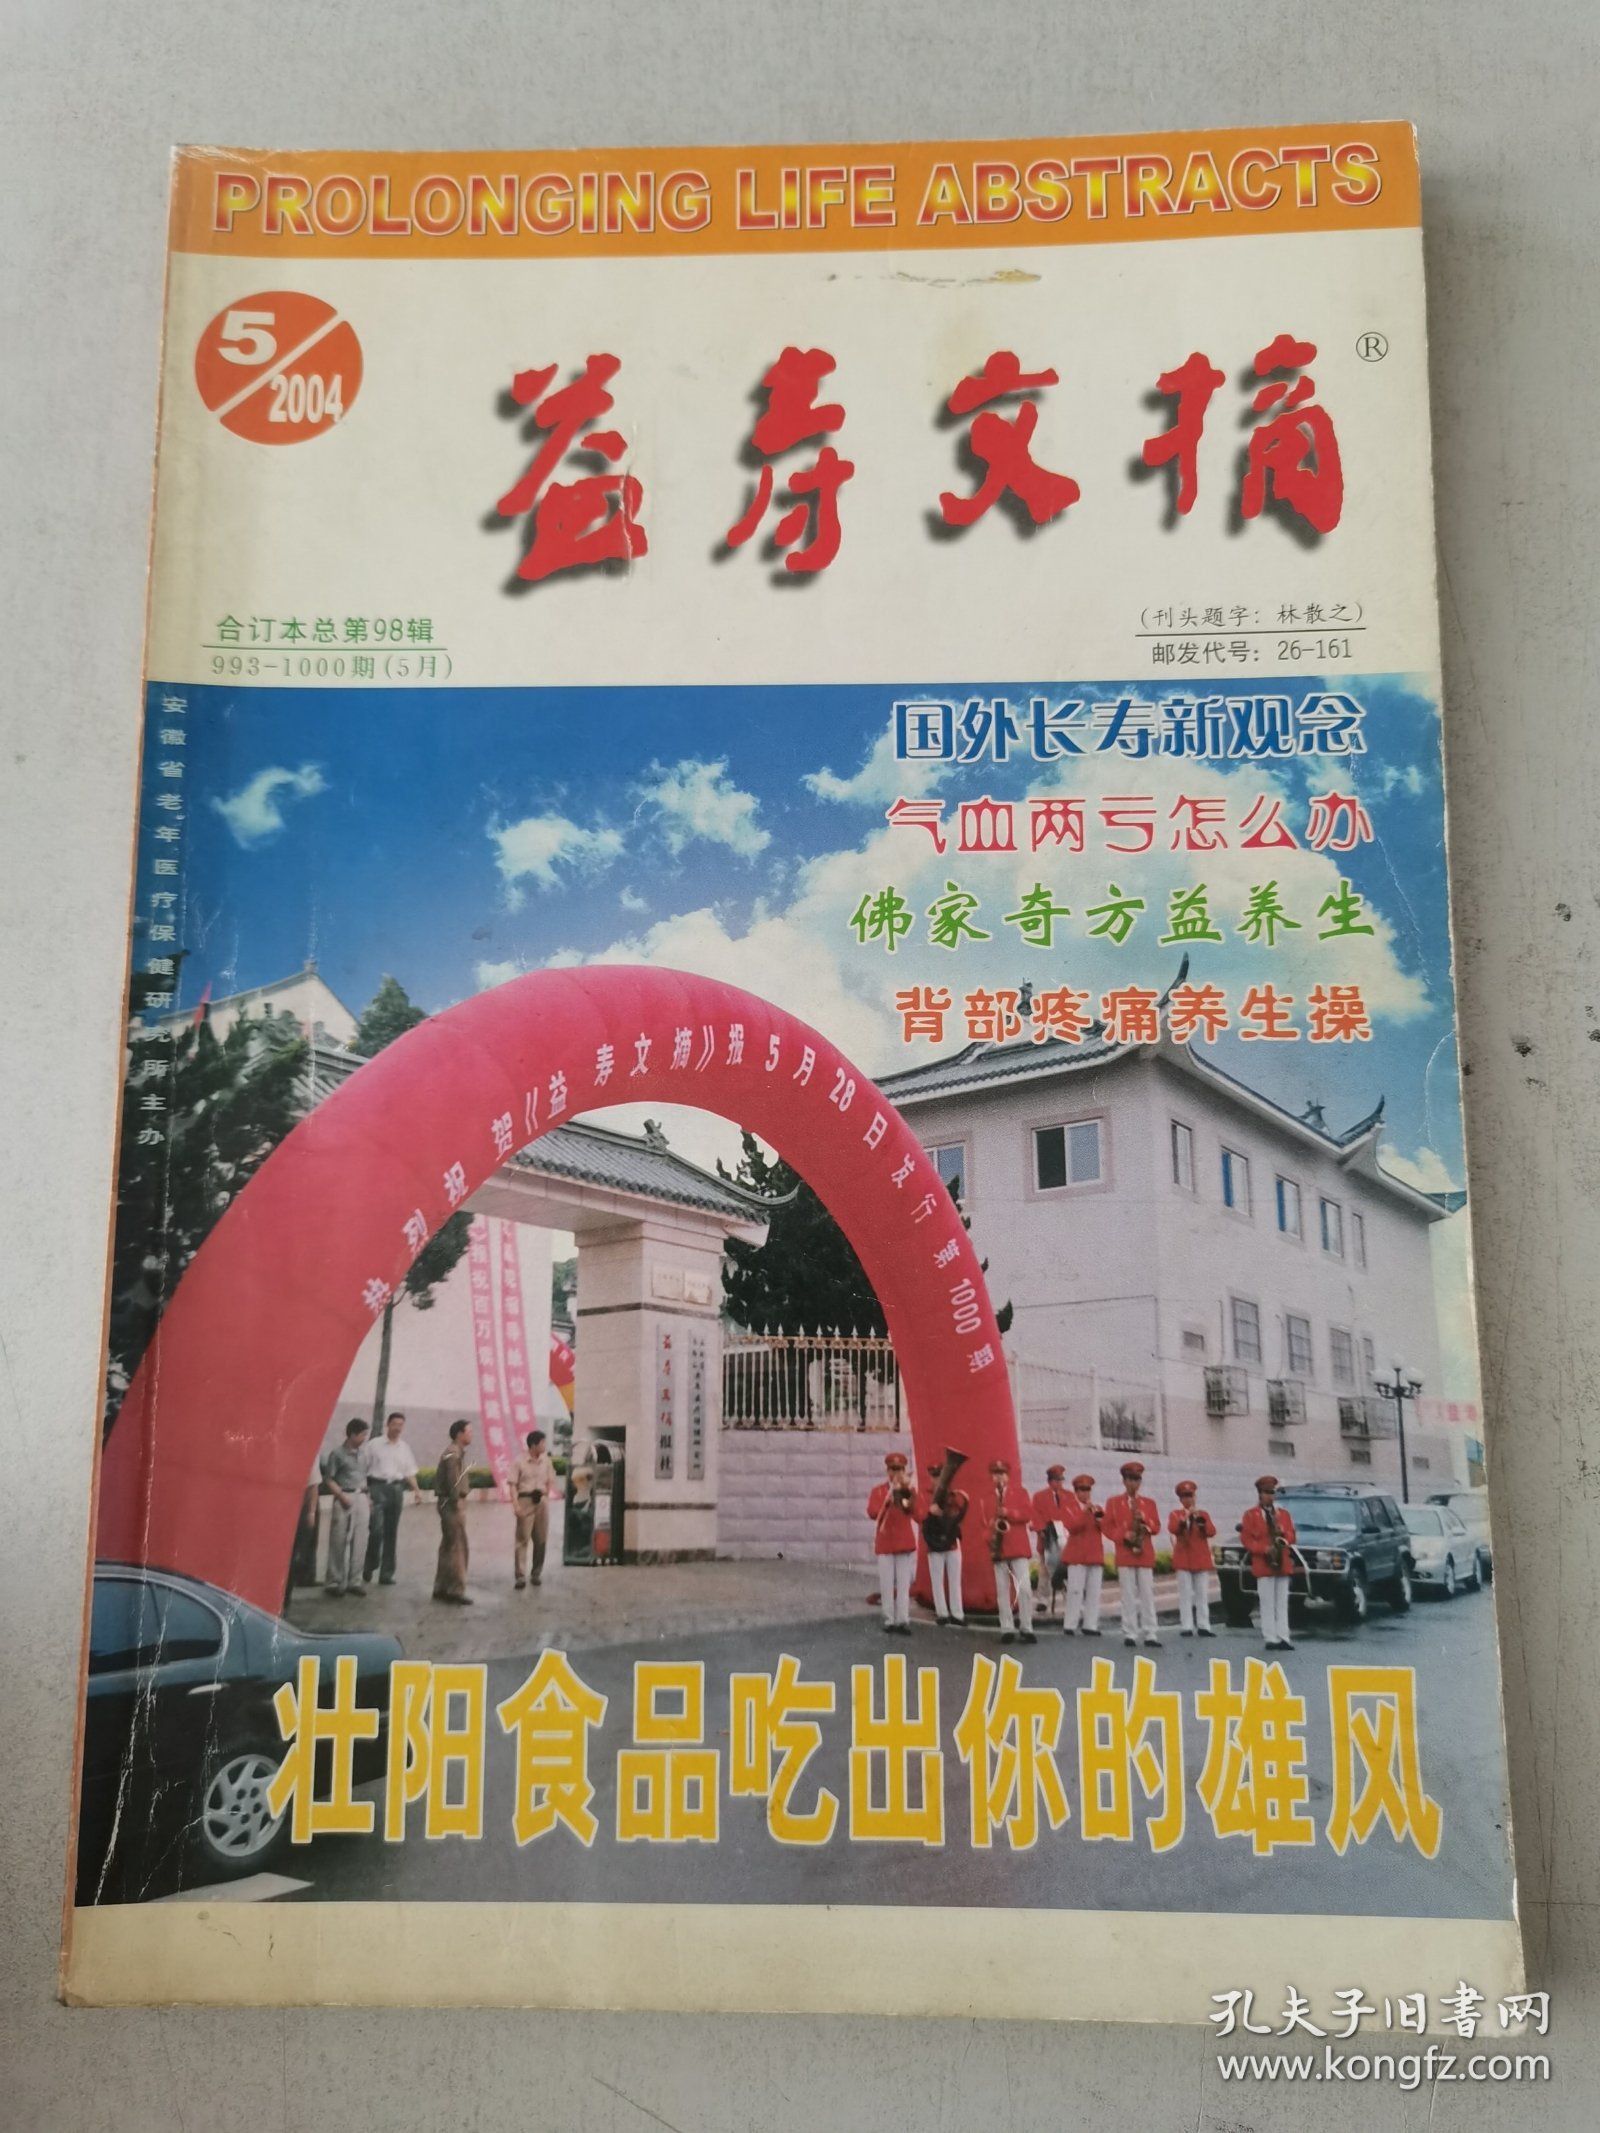 PROLONGING LIFE ABSTRACTS
5/2004
益寿文摘®
合订本总第98辑
993-1000期(5月)
(刊头题字：林散之)
邮发代号：26-161
安徽省老年医疗保健研究所主办
国外长寿新观念
气血两亏怎么办
佛家奇方益养生
背部疼痛养生操
热烈祝贺《益寿文摘》报5月28日发行第1000期
益寿文摘报社
壮阳食品吃出你的雄风
孔夫子旧书网
www.kongfz.com